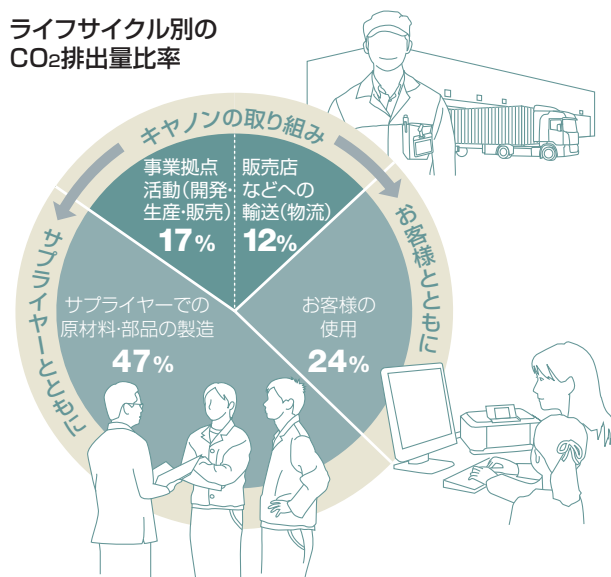 ライフサイクル別の
CO2排出量比率
キヤノンの取り組み
事業拠点
活動(開発・
生産・販売)
17%
販売店
などへの
輸送(物流)
12%
サプライヤーとともに
お客様とともに
サプライヤーでの
原材料・部品の製造
47%
お客様の
使用
24%